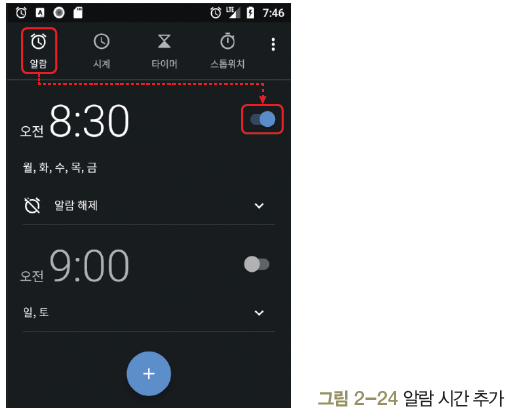 LTE 7:46
알람 시계 타이머 스톱워치
오전 8:30
월, 화, 수, 목, 금
알람 해제
오전 9:00
일, 토
그림 2-24 알람 시간 추가